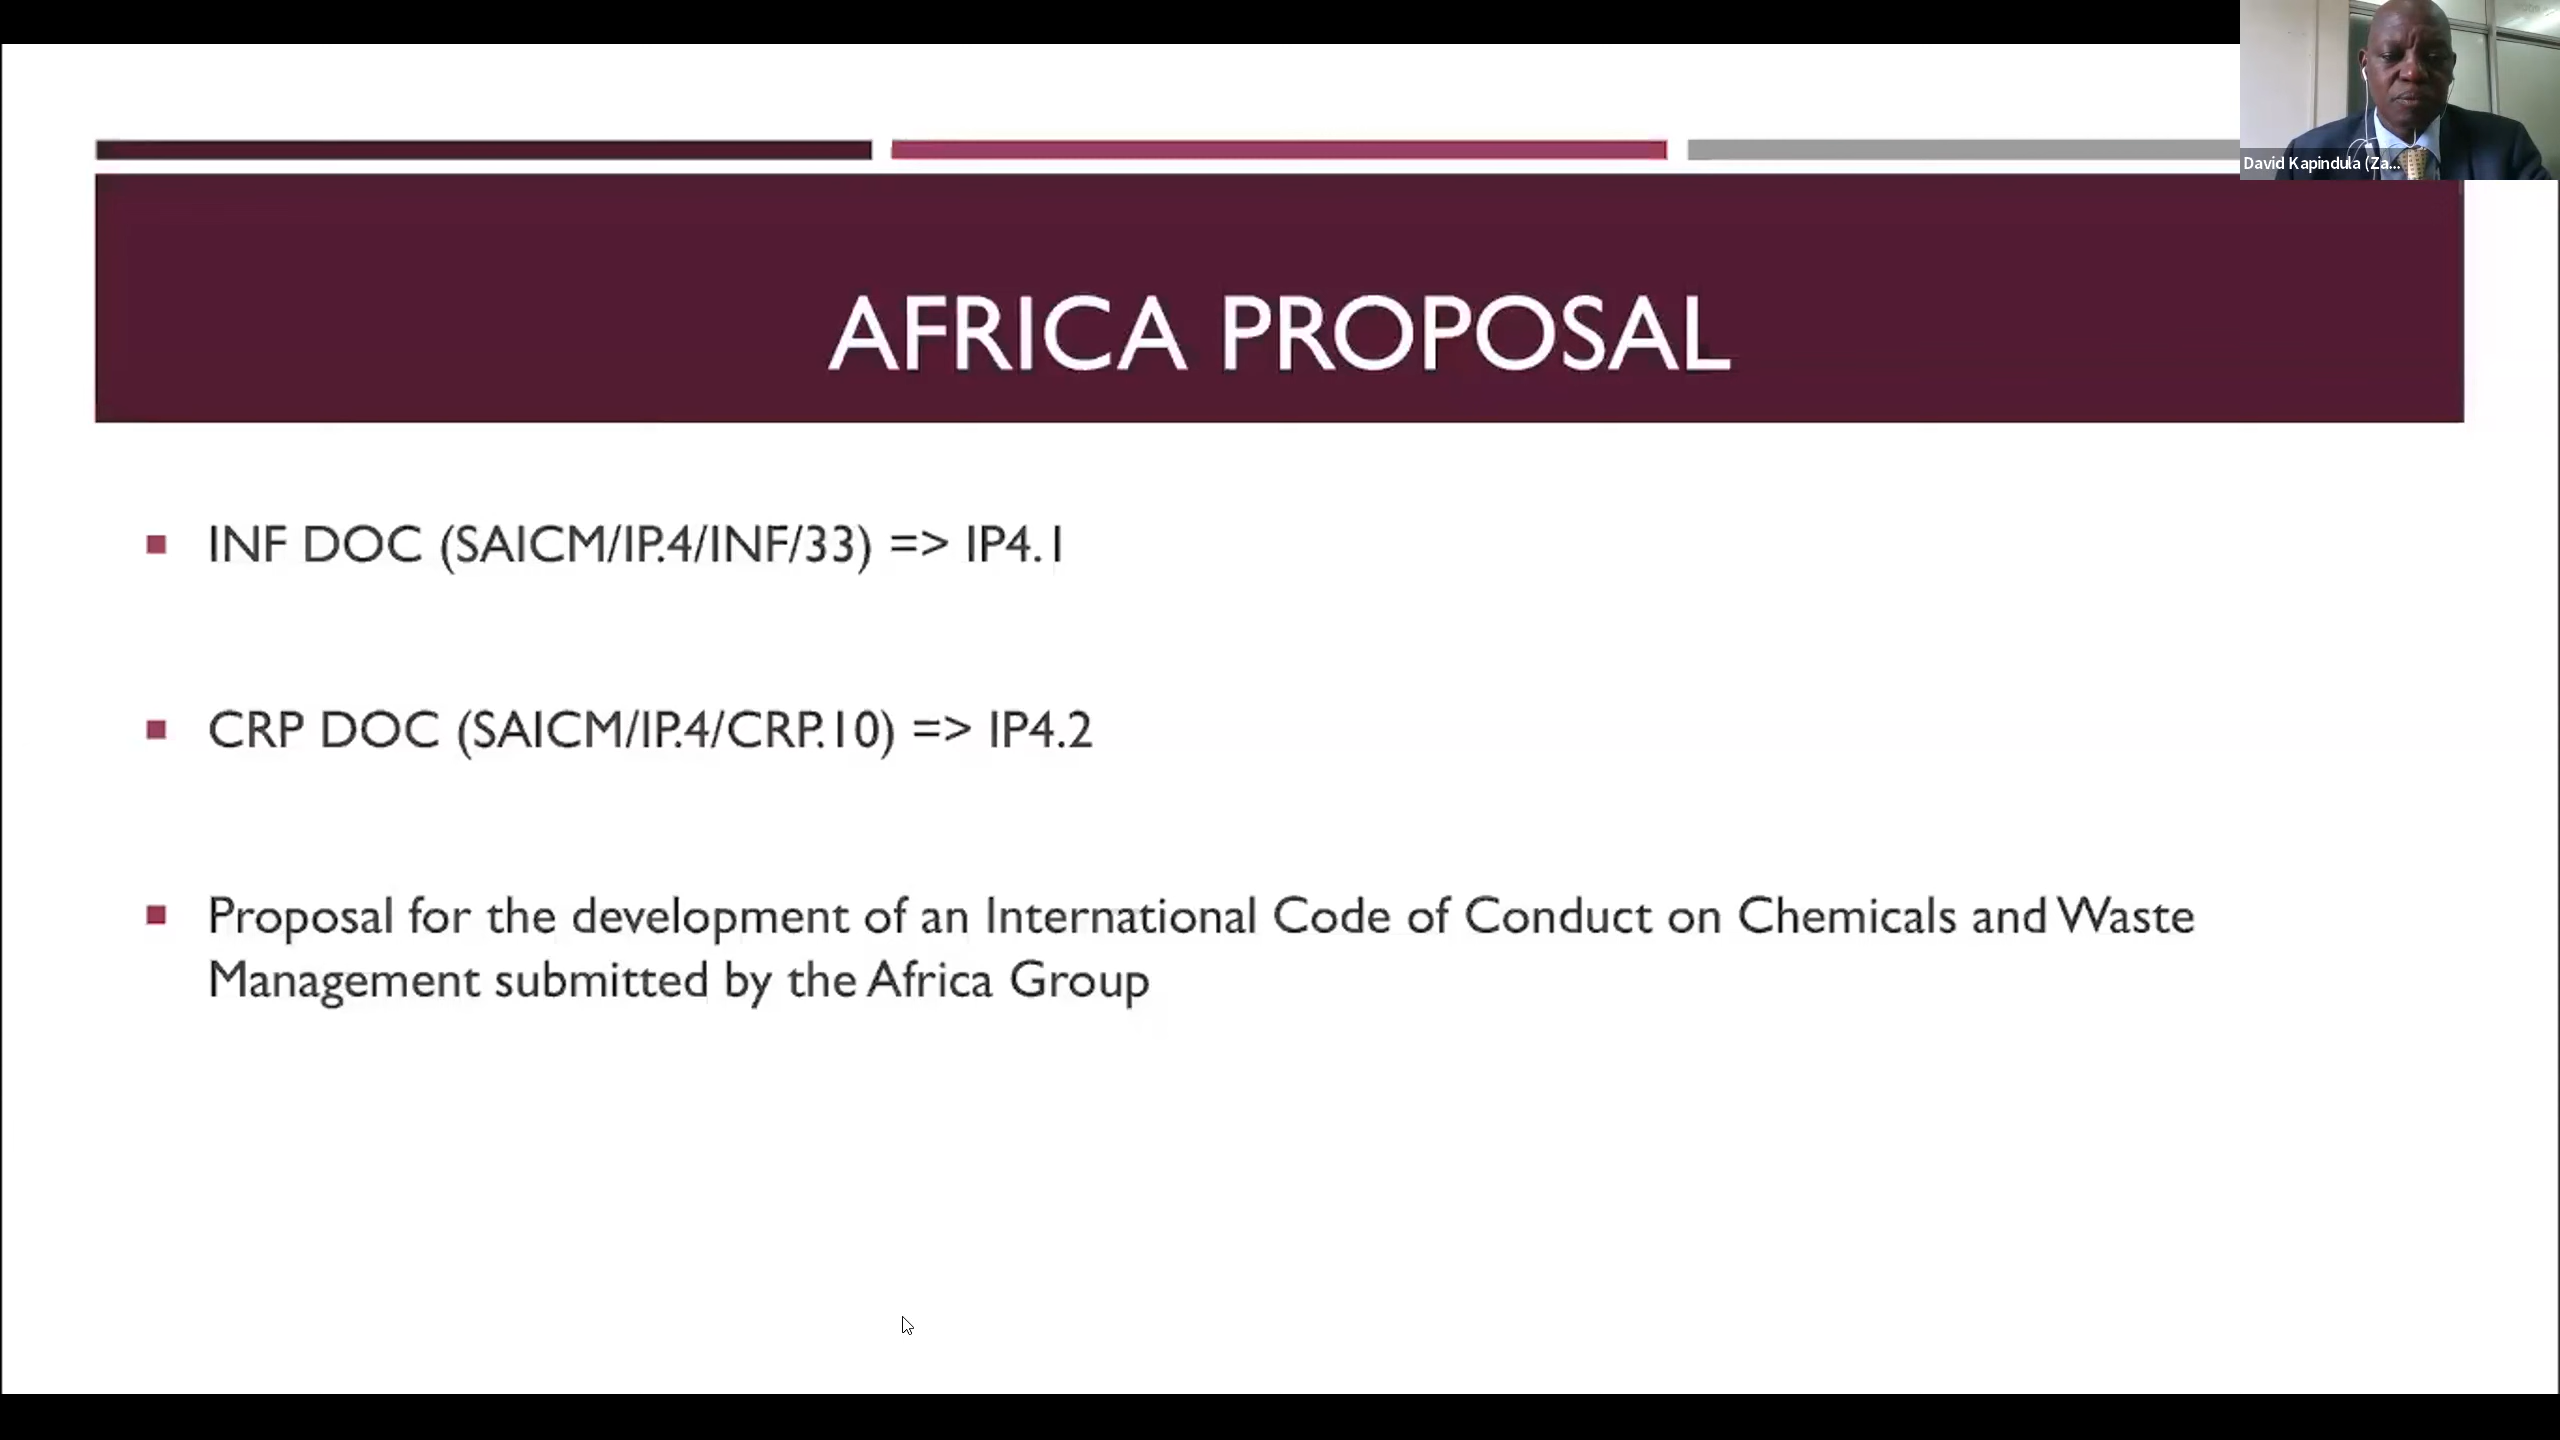 David Kapindula (Za...
AFRICA PROPOSAL
INF DOC (SAICM/IP.4/INF/33) => IP4.1
CRP DOC (SAICM/IP.4/CRP.10) => IP4.2
Proposal for the development of an International Code of Conduct on Chemicals and Waste
Management submitted by the Africa Group